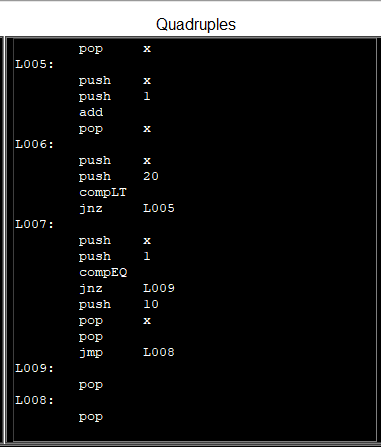 Quadruples
pop x
L005:
push x
push 1
add
pop x
L006:
push x
push 20
compLT
jnz L005
L007:
push x
push 1
compEQ
jnz L009
push 10
pop x
pop
jmp L008
L009:
pop
L008:
pop